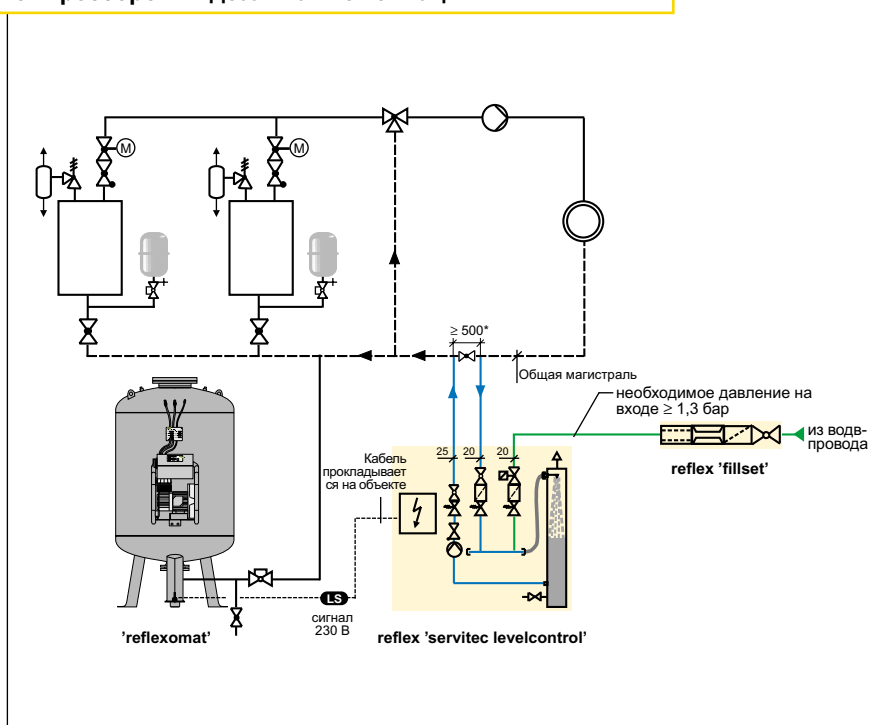 M
M
≥ 500*
Общая магистраль
необходимое давление на
входе ≥ 1,3 бар
из водв-
провода
reflex 'fillset'
Кабель
прокладывает
ся на объекте
25
20
20
LS
сигнал
230 В
'reflexomat'
reflex 'servitec levelcontrol'